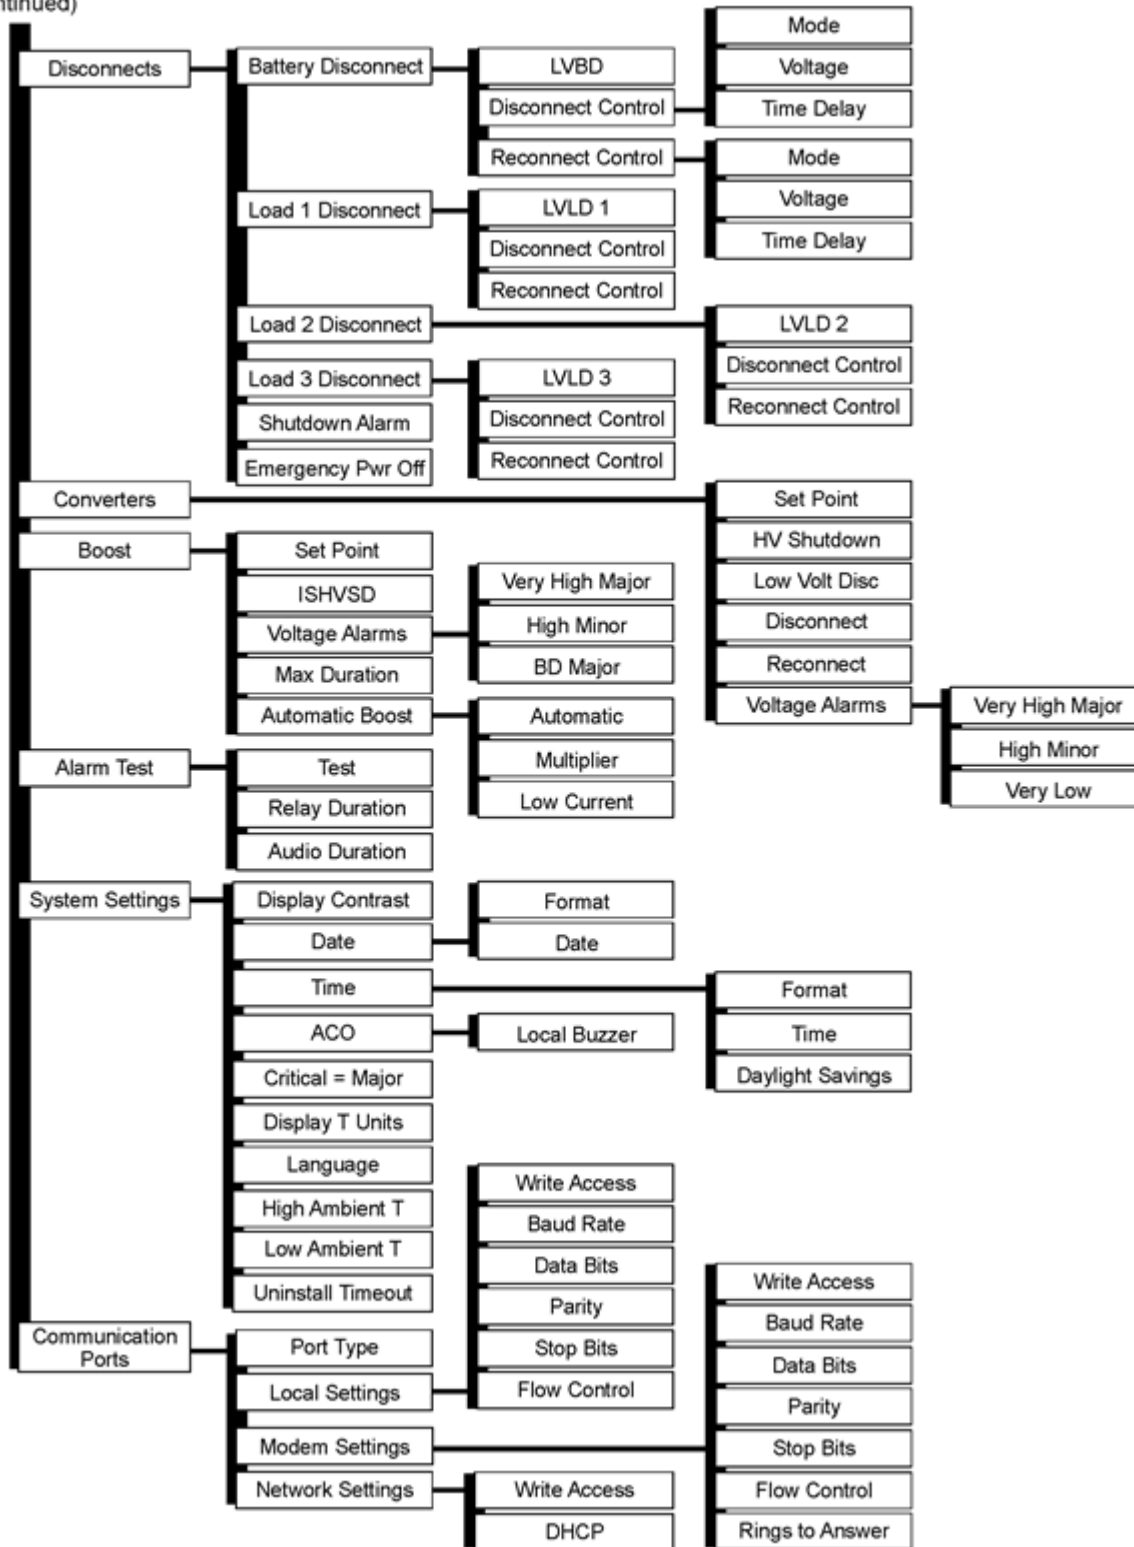 tinued)
Disconnects
Battery Disconnect
LVBD
Disconnect Control
Mode
Voltage
Time Delay
Reconnect Control
Mode
Voltage
Time Delay
Load 1 Disconnect
LVLD 1
Disconnect Control
Reconnect Control
Load 2 Disconnect
LVLD 2
Disconnect Control
Reconnect Control
Load 3 Disconnect
LVLD 3
Disconnect Control
Reconnect Control
Shutdown Alarm
Emergency Pwr Off
Converters
Set Point
HV Shutdown
Low Volt Disc
Disconnect
Reconnect
Voltage Alarms
Very High Major
High Minor
Very Low
Boost
Set Point
ISHVSD
Voltage Alarms
Very High Major
High Minor
BD Major
Max Duration
Automatic Boost
Automatic
Multiplier
Low Current
Alarm Test
Test
Relay Duration
Audio Duration
System Settings
Display Contrast
Date
Format
Date
Time
Format
Time
Daylight Savings
ACO
Local Buzzer
Critical = Major
Display T Units
Language
High Ambient T
Low Ambient T
Uninstall Timeout
Communication
Ports
Port Type
Local Settings
Write Access
Baud Rate
Data Bits
Parity
Stop Bits
Flow Control
Modem Settings
Write Access
Baud Rate
Data Bits
Parity
Stop Bits
Flow Control
Rings to Answer
Network Settings
Write Access
DHCP